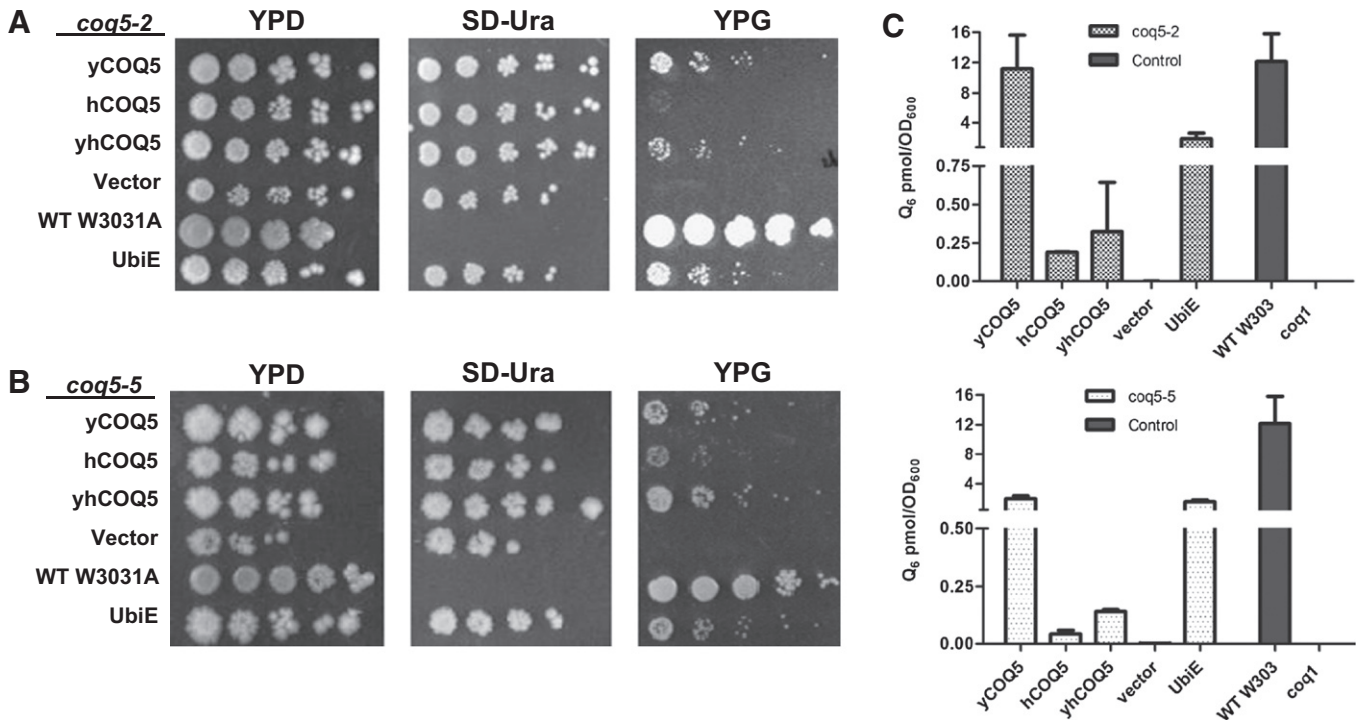 A
coq5-2
YPD
SD-Ura
YPG
yCOQ5
hCOQ5
yhCOQ5
Vector
WT W3031A
UbiE
B
coq5-5
YPD
SD-Ura
YPG
yCOQ5
hCOQ5
yhCOQ5
Vector
WT W3031A
UbiE
C
coq5-2
Control
Q6 pmol/OD600
16
12
8
4
0.75
0.50
0.25
0.00
yCOQ5
hCOQ5
yhCOQ5
vector
UbiE
WT W303
coq1
coq5-5
Control
Q6 pmol/OD600
16
12
8
4
0.50
0.25
0.00
yCOQ5
hCOQ5
yhCOQ5
vector
UbiE
WT W303
coq1